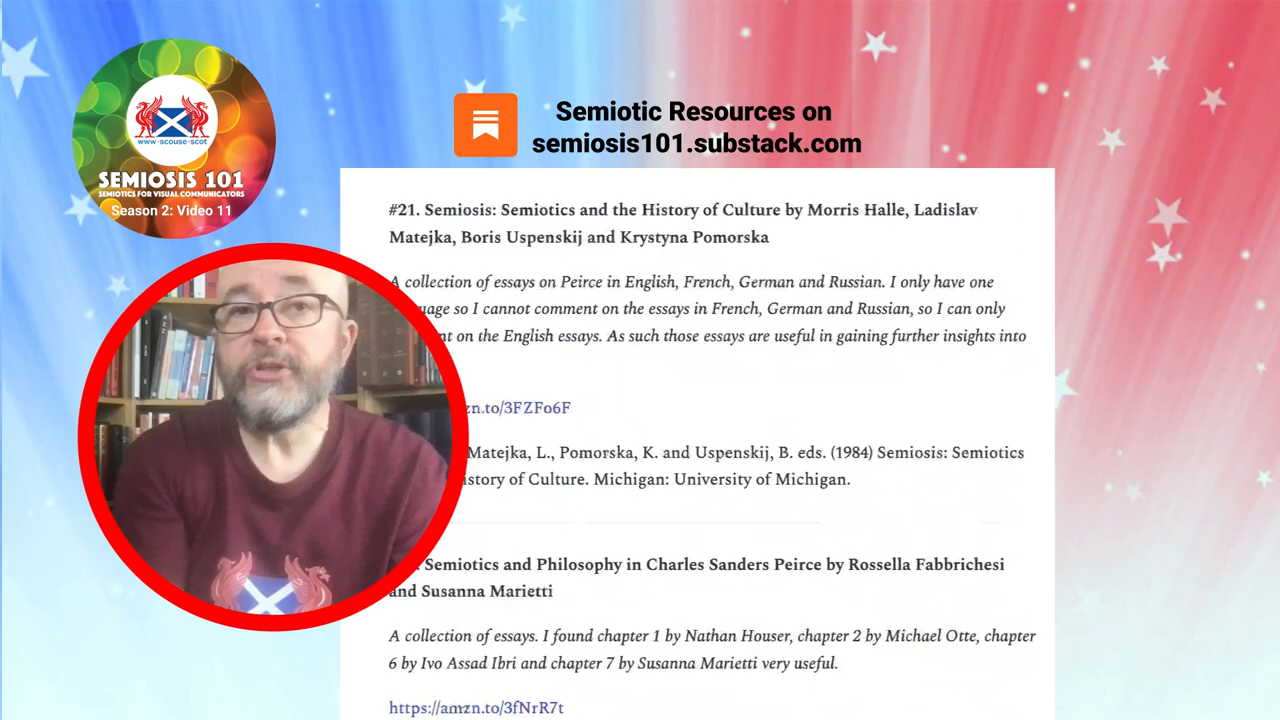 www·scouse·scot
SEMIOSIS 101
SEMIOTICS FOR VISUAL COMMUNICATORS
Season 2: Video 11
Semiotic Resources on
semiosis101.substack.com
#21. Semiosis: Semiotics and the History of Culture by Morris Halle, Ladislav
Matejka, Boris Uspenskij and Krystyna Pomorska
A collection of essays on Peirce in English, French, German and Russian. I only have one
so I cannot comment on the essays in French, German and Russian, so I can only
on the English essays. As such those essays are useful in gaining further insights into
zn.to/3FZFo6F
Matejka, L., Pomorska, K. and Uspenskij, B. eds. (1984) Semiosis: Semiotics
istory of Culture. Michigan: University of Michigan.
Semiotics and Philosophy in Charles Sanders Peirce by Rossella Fabbrichesi
and Susanna Marietti
A collection of essays. I found chapter 1 by Nathan Houser, chapter 2 by Michael Otte, chapter
6 by Ivo Assad Ibri and chapter 7 by Susanna Marietti very useful.
https://amzn.to/3fNrR7t